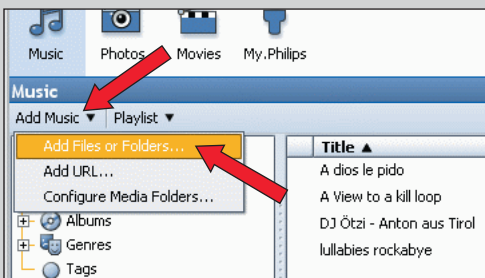 Music Photos Movies My.Philips
Music
Add Music ▼ Playlist ▼
Add Files or Folders...
Add URL...
Configure Media Folders...
Albums
Genres
Tags
Title ▲
A dios le pido
A View to a kill loop
DJ Ötzi - Anton aus Tirol
lullabies rockabye